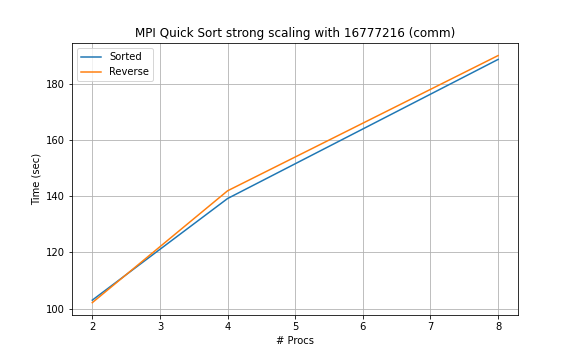 MPI Quick Sort strong scaling with 16777216 (comm)
Sorted
Reverse
180
160
140
120
100
Time (sec)
2 3 4 5 6 7 8
# Procs